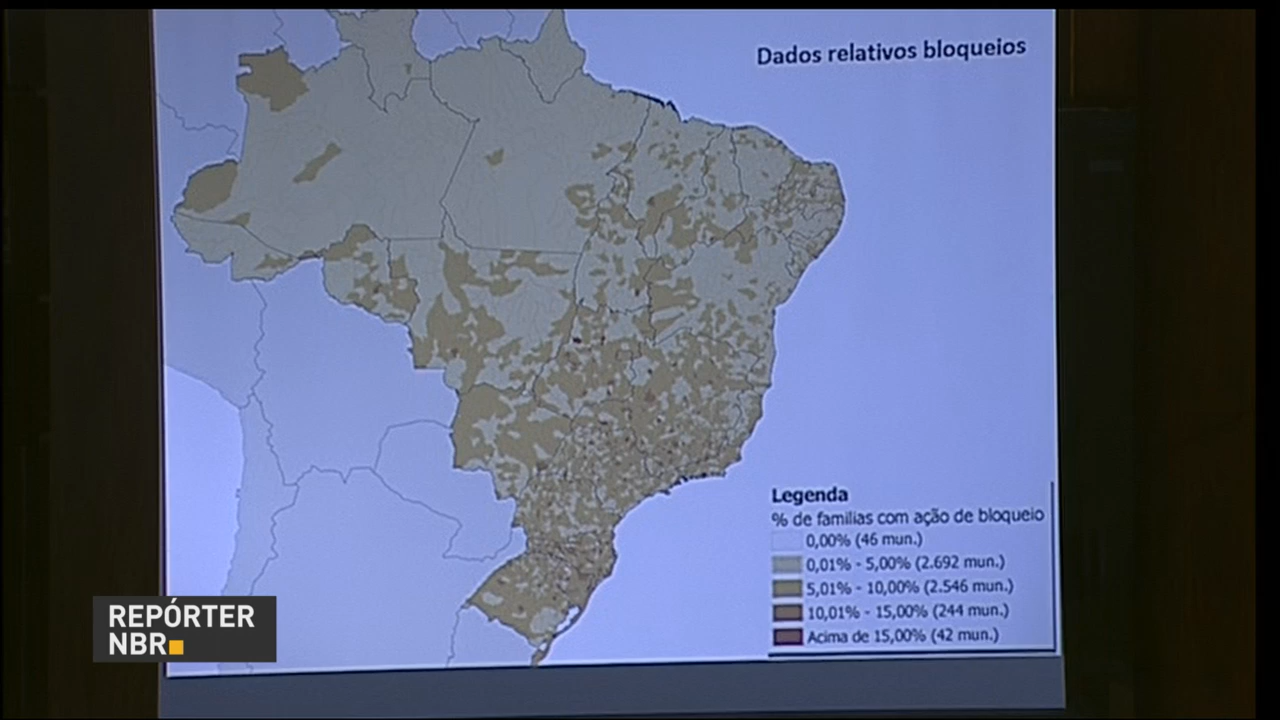 Dados relativos bloqueios
Legenda
% de famílias com ação de bloqueio
0,00% (46 mun.)
0,01% - 5,00% (2.692 mun.)
5,01% - 10,00% (2.546 mun.)
10,01% - 15,00% (244 mun.)
Acima de 15,00% (42 mun.)
REPÓRTER
NBR